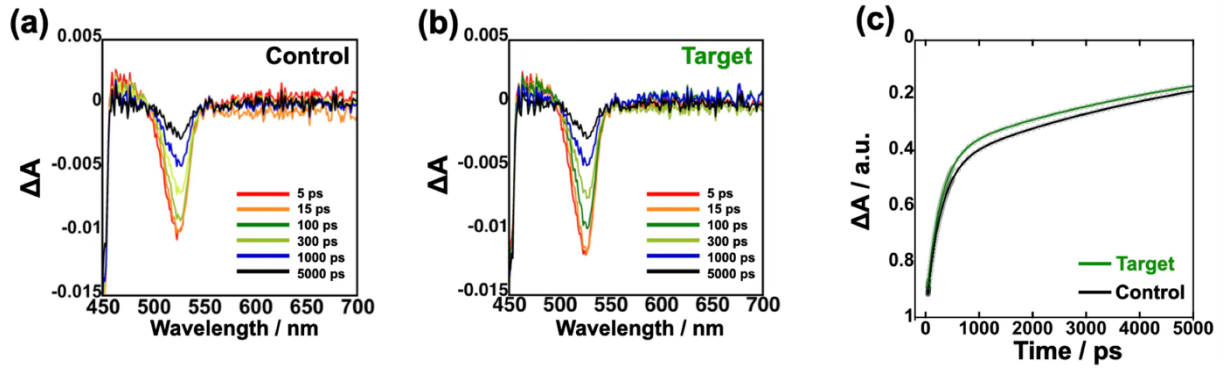 (a)
Control
0.005
0
-0.005
-0.01
-0.015
ΔA
5 ps
15 ps
100 ps
300 ps
1000 ps
5000 ps
450 500 550 600 650 700
Wavelength / nm
(b)
Target
0.005
0
0.005
-0.01
-0.015
ΔA
5 ps
15 ps
100 ps
300 ps
1000 ps
5000 ps
450 500 550 600 650 700
Wavelength / nm
(c)
0
0.2
0.4
0.6
0.8
1
ΔA / a.u.
Target
Control
0 1000 2000 3000 4000 5000
Time / ps